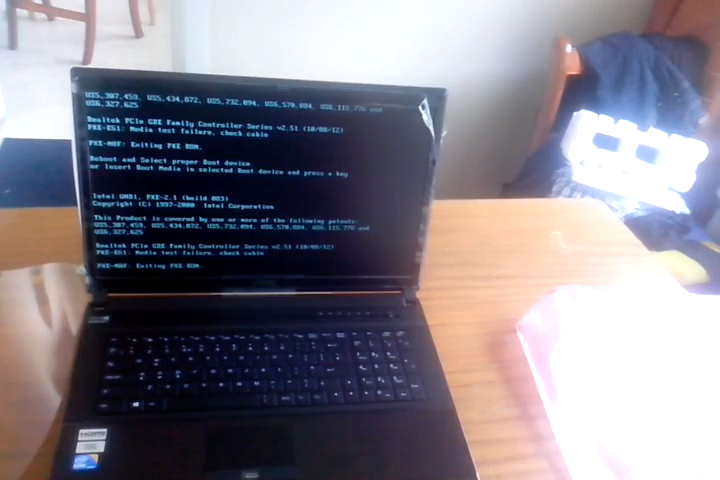 US5,307,459, US5,434,872, US5,732,094, US6,570,884, US6,115,776 and
US6,327,625
Realtek PCIe GBE Family Controller Series v2.51 (10/08/12)
PXE-E61: Media test failure, check cable
PXE-M0F: Exiting PXE ROM.
Reboot and Select proper Boot device
or Insert Boot Media in selected Boot device and press a key
Intel UNDI, PXE-2.1 (build 083)
Copyright (C) 1997-2000 Intel Corporation
This Product is covered by one or more of the following patents:
US5,307,459, US5,434,872, US5,732,094, US6,570,884, US6,115,776 and
US6,327,625
Realtek PCIe GBE Family Controller Series v2.51 (10/08/12)
PXE-E61: Media test failure, check cable
PXE-M0F: Exiting PXE ROM.